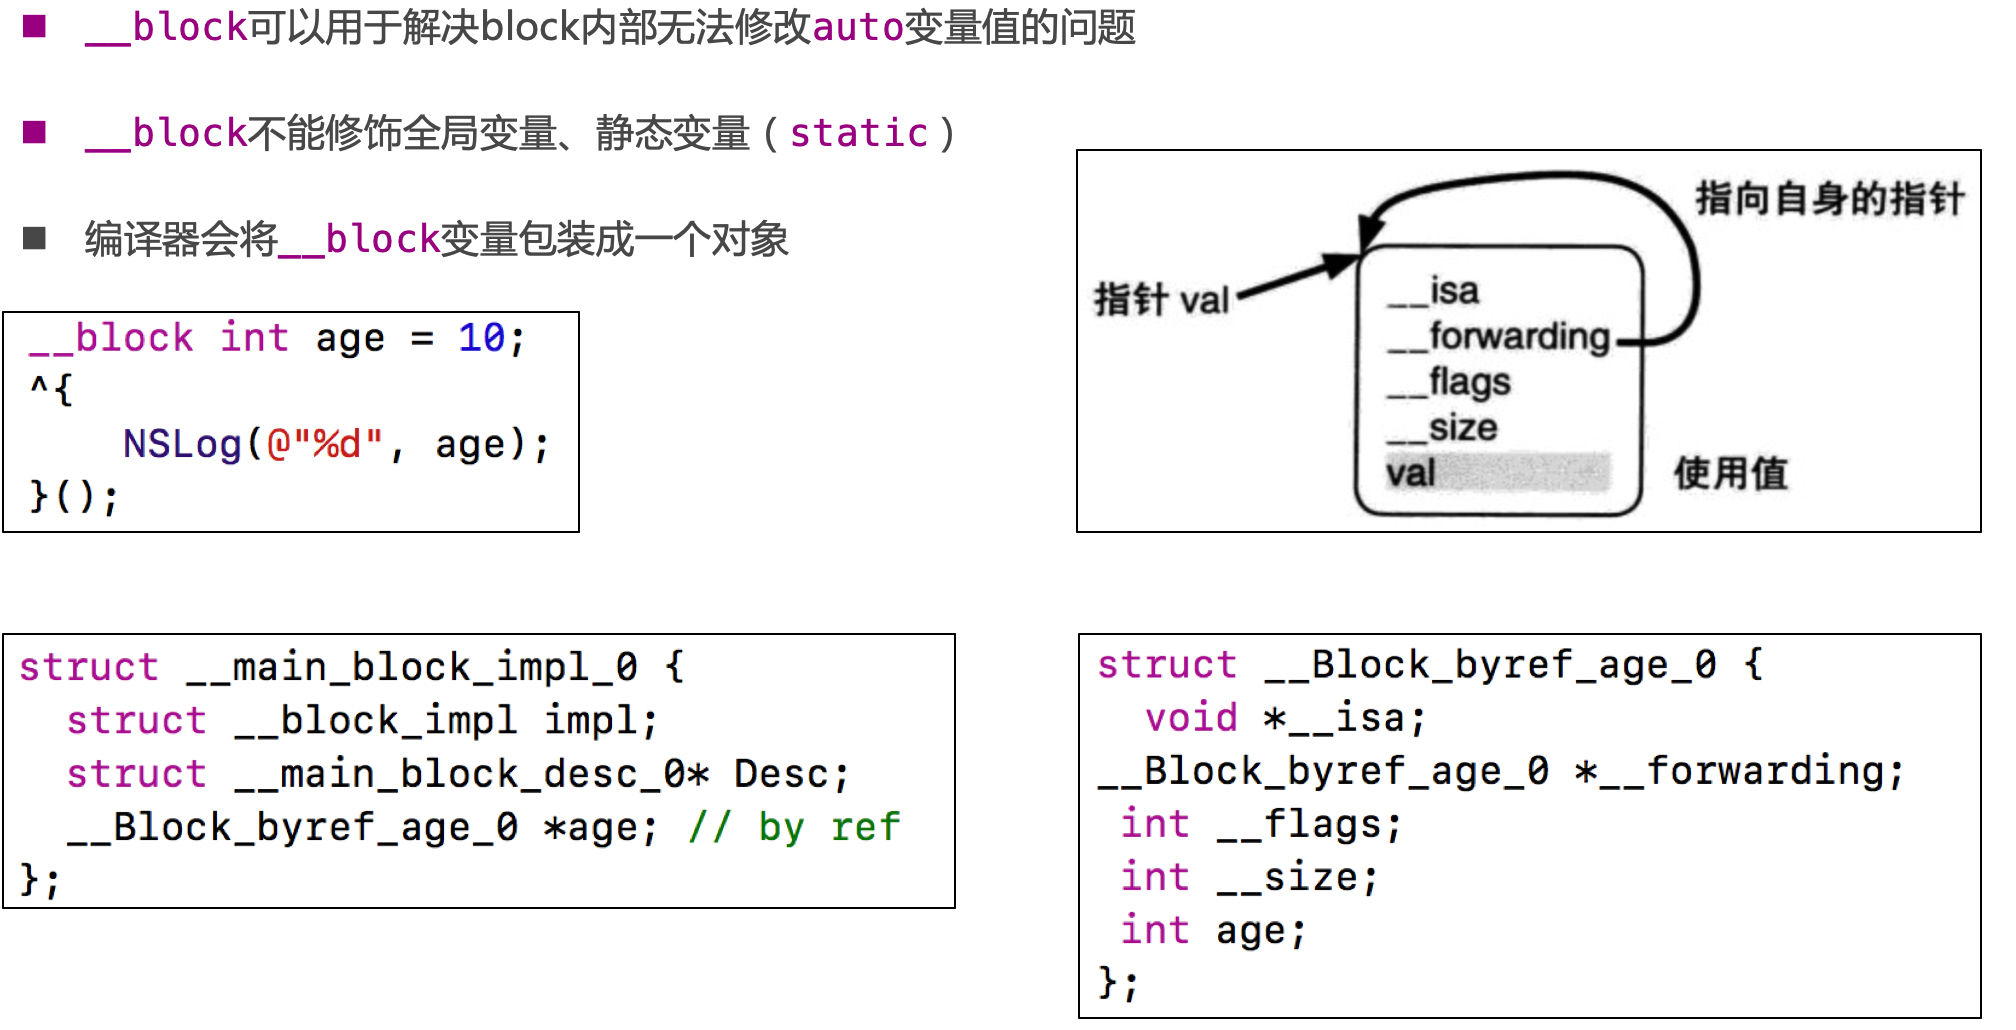 __block可以用于解决block内部无法修改auto变量值的问题
__block不能修饰全局变量、静态变量（static）
编译器会将__block变量包装成一个对象
__block int age = 10;
^{
    NSLog(@"%d", age);
}();
指向自身的指针
指针 val
__isa
__forwarding
__flags
__size
val
使用值
struct __main_block_impl_0 {
  struct __block_impl impl;
  struct __main_block_desc_0* Desc;
  __Block_byref_age_0 *age; // by ref
};
struct __Block_byref_age_0 {
  void *__isa;
__Block_byref_age_0 *__forwarding;
 int __flags;
 int __size;
 int age;
};